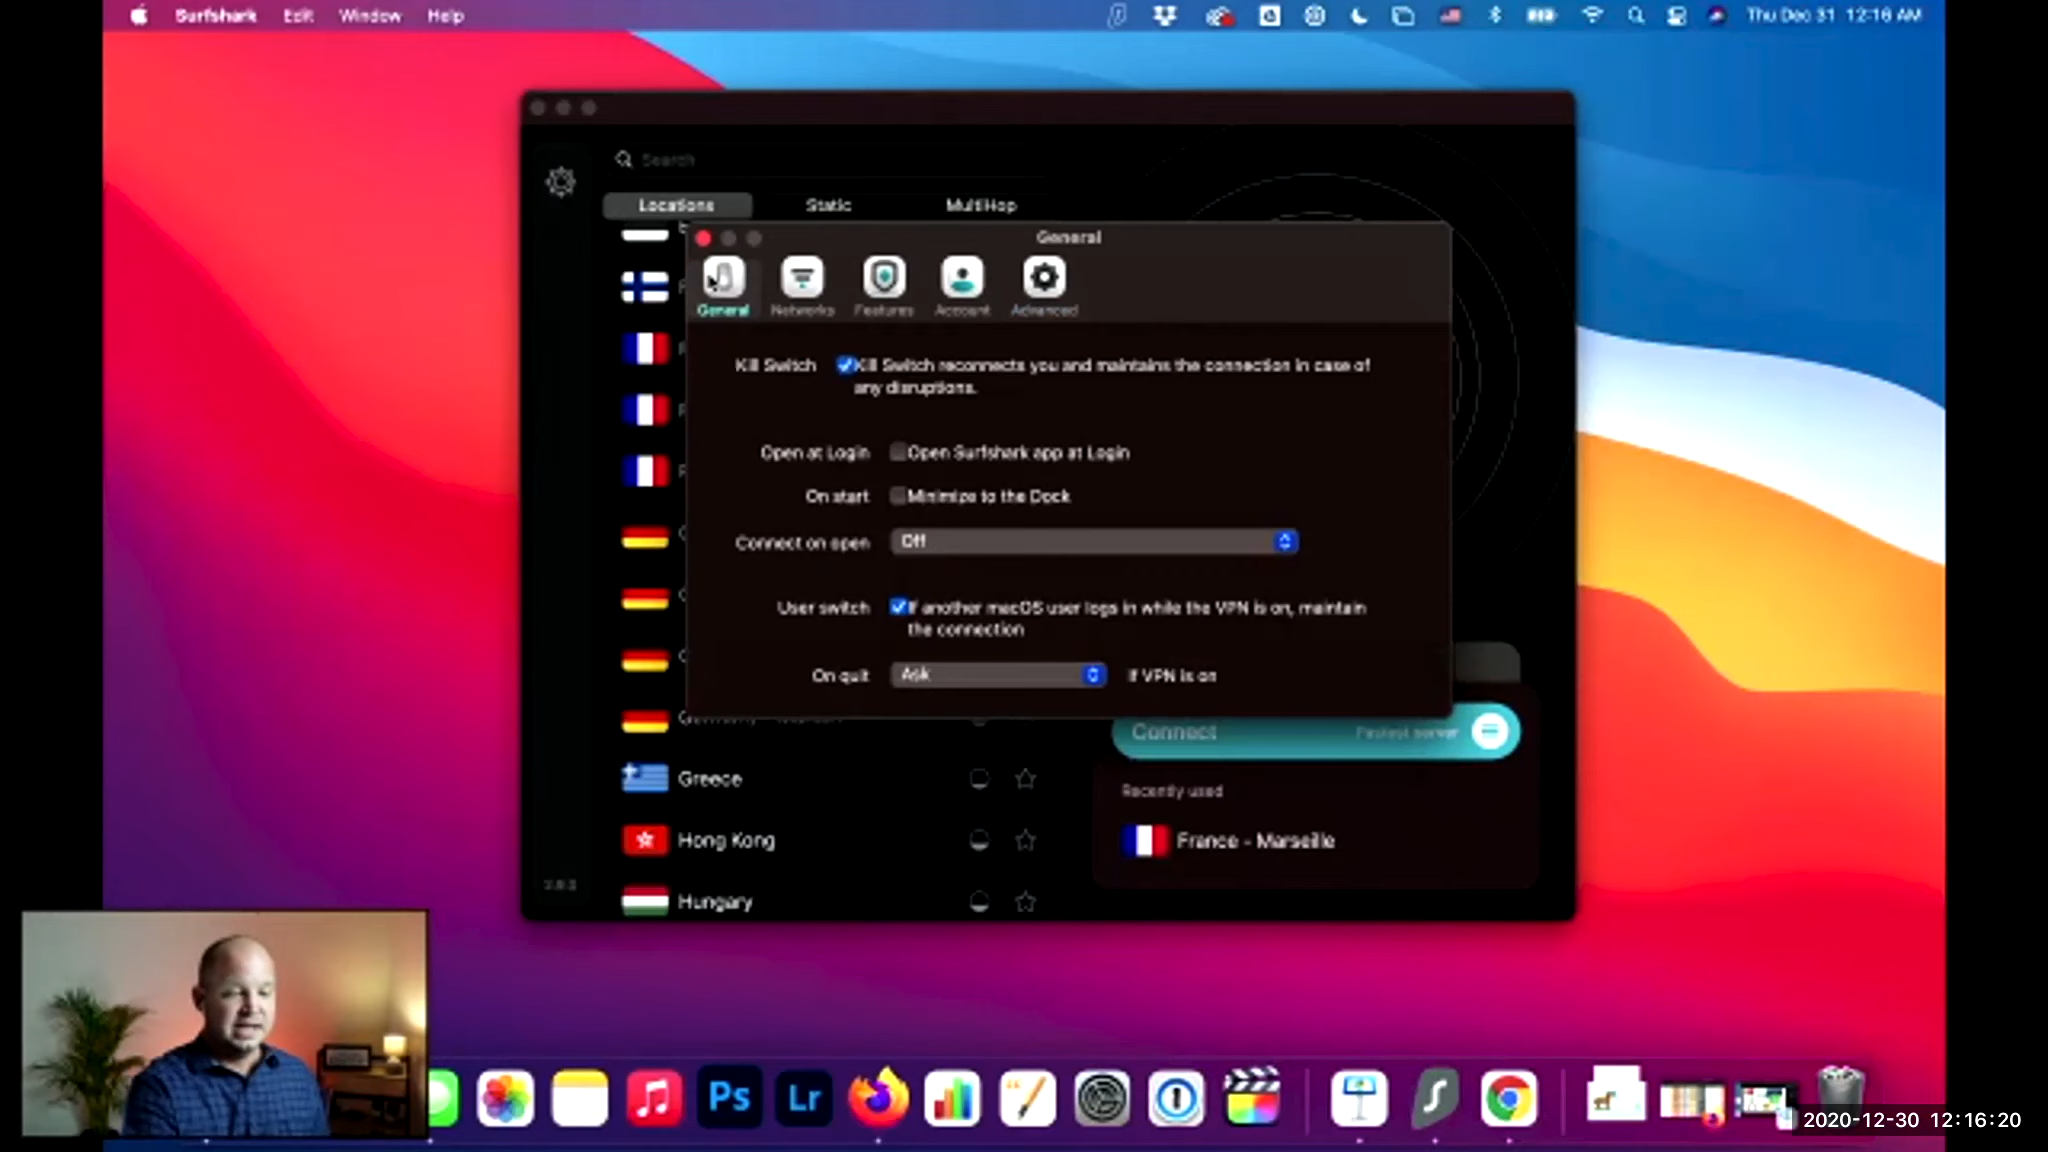 Surfshark Edit Window Help
Thu Dec 31 12:16 AM
Search
Locations Static MultiHop
General
General Networks Features Account Advanced
Kill Switch Kill Switch reconnects you and maintains the connection in case of
any disruptions.
Open at Login Open Surfshark app at Login
On start Minimize to the Dock
Connect on open Off
User switch If another macOS user logs in while the VPN is on, maintain
the connection
On quit Ask If VPN is on
Connect Fastest server
Greece
Recently used
Hong Kong
France - Marseille
Hungary
Ps Lr
2020-12-30 12:16:20